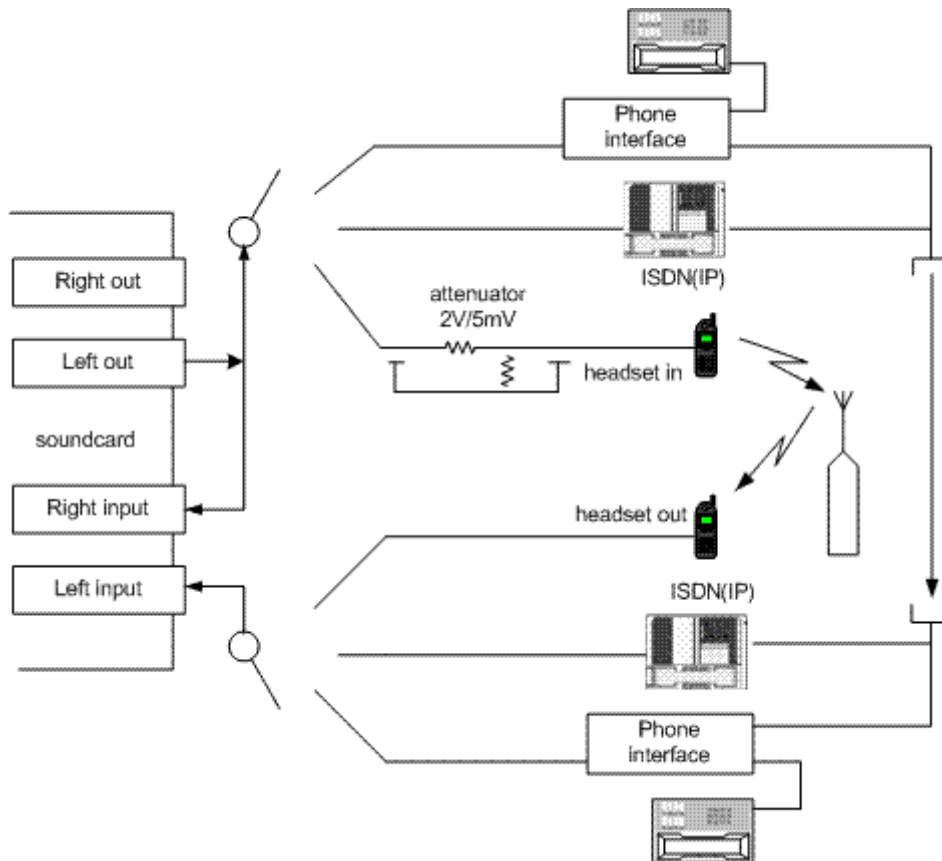 Phone
interface
ISDN(IP)
Right out
attenuator
2V/5mV
Left out
headset in
soundcard
Right input
headset out
Left input
ISDN(IP)
Phone
interface